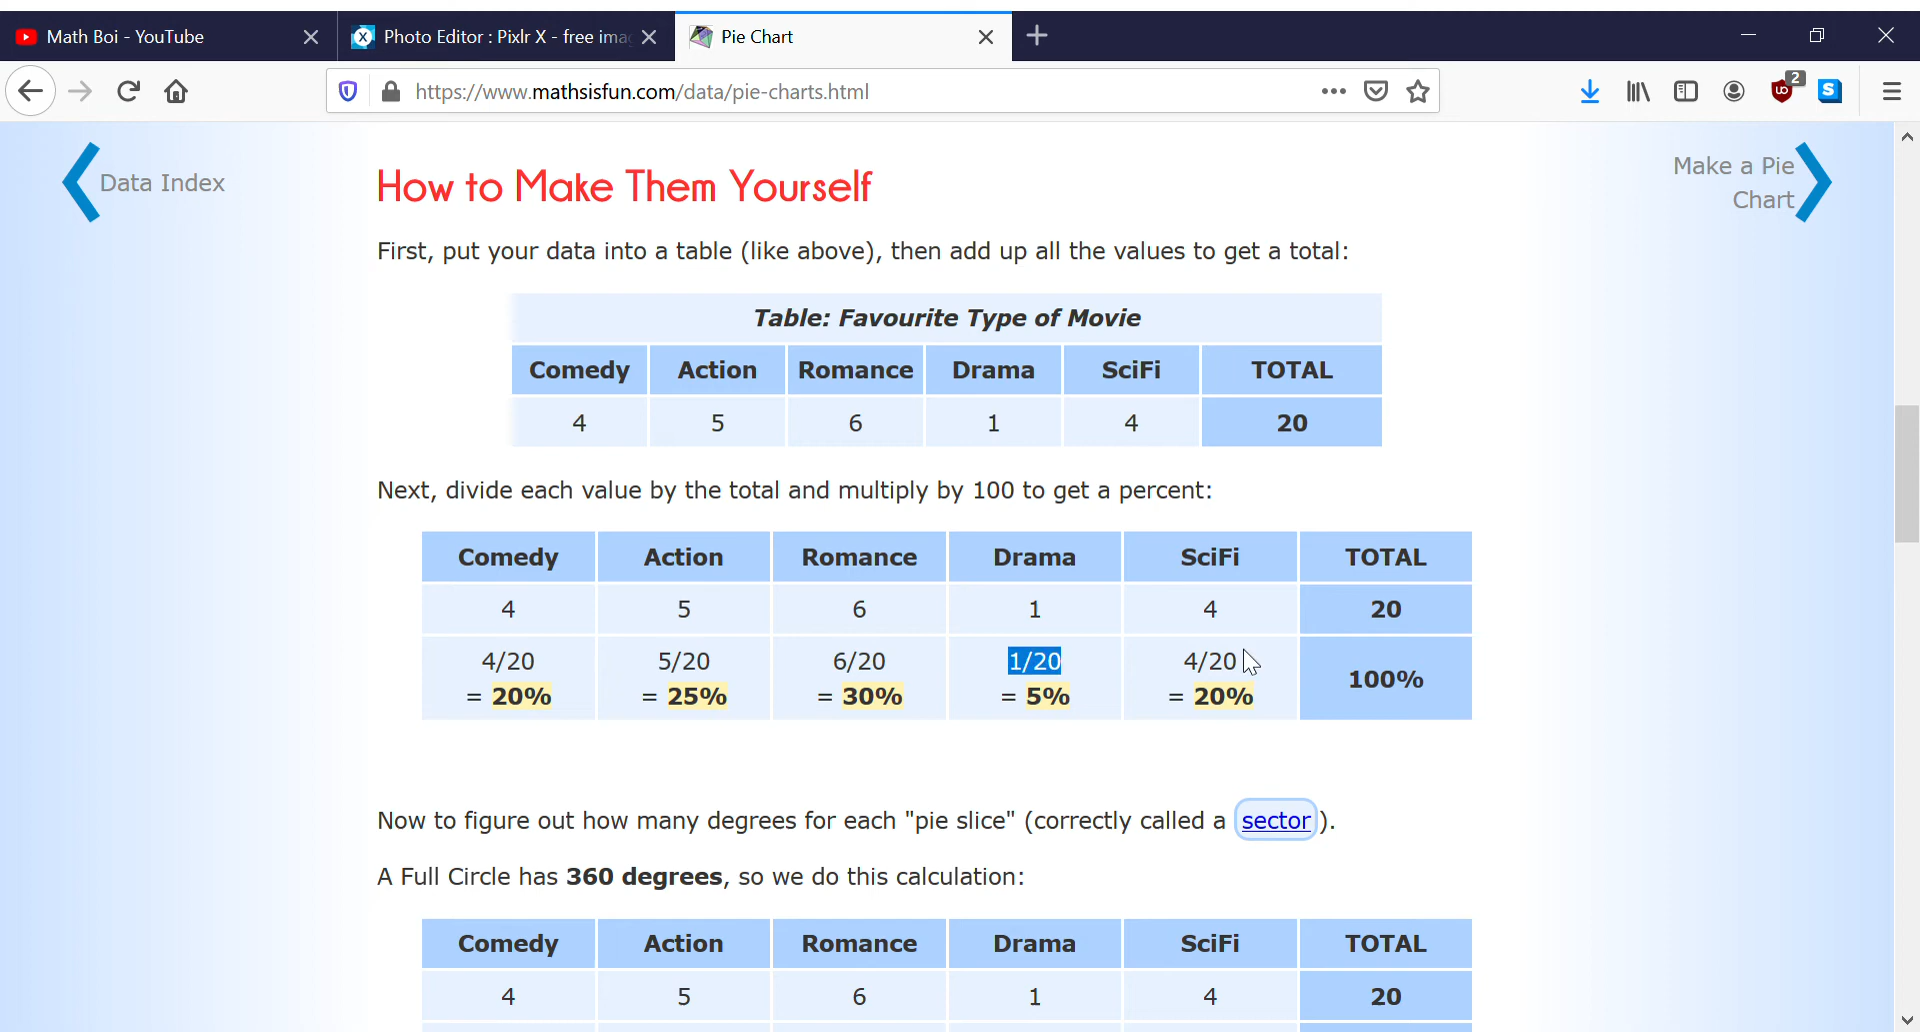 Math Boi - YouTube
Photo Editor : Pixlr X - free ima
Pie Chart
https://www.mathsisfun.com/data/pie-charts.html
2
S
Data Index
Make a Pie
Chart
How to Make Them Yourself
First, put your data into a table (like above), then add up all the values to get a total:
Table: Favourite Type of Movie
Comedy Action Romance Drama SciFi TOTAL
4 5 6 1 4 20
Next, divide each value by the total and multiply by 100 to get a percent:
Comedy Action Romance Drama SciFi TOTAL
4 5 6 1 4 20
4/20 5/20 6/20 1/20 4/20
= 20% = 25% = 30% = 5% = 20% 100%
Now to figure out how many degrees for each "pie slice" (correctly called a sector).
A Full Circle has 360 degrees, so we do this calculation:
Comedy Action Romance Drama SciFi TOTAL
4 5 6 1 4 20